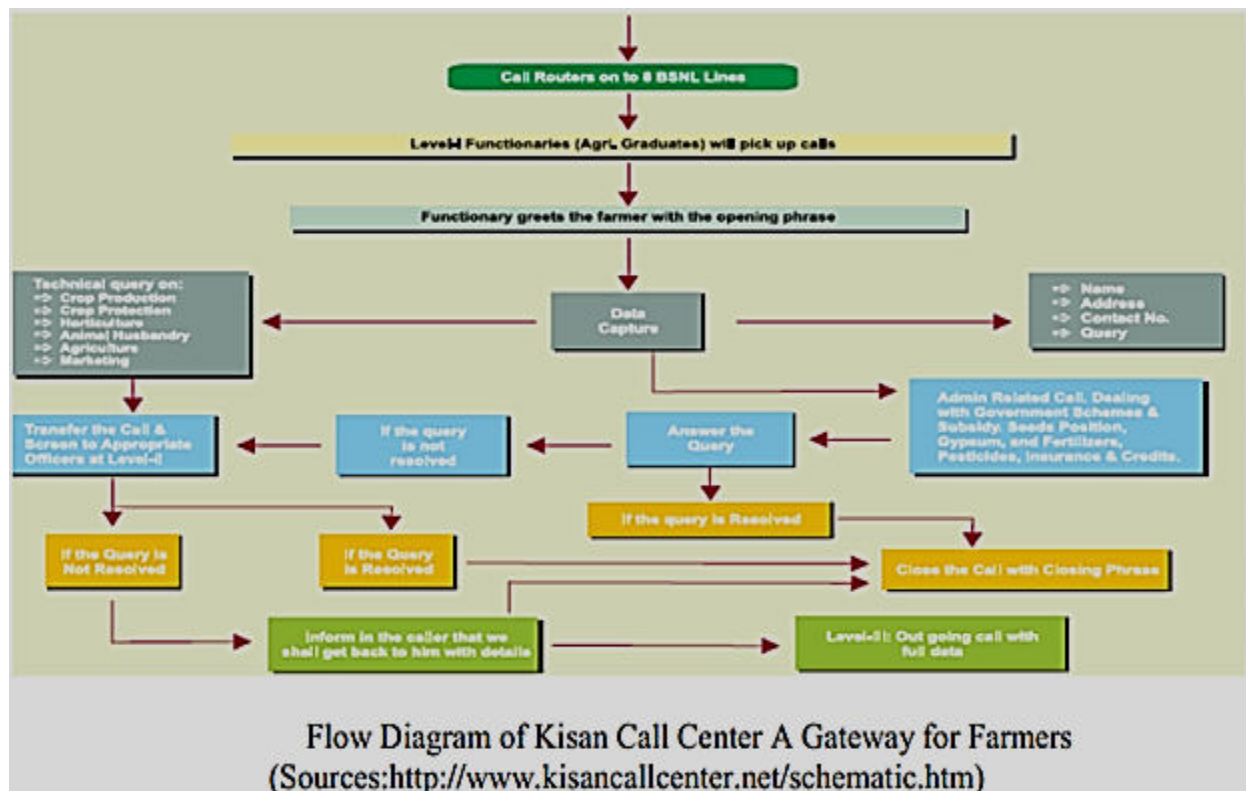 Call Routers on to 8 BSNL Lines
Level-I Functionaries (Agri. Graduates) will pick up calls
Functionary greets the farmer with the opening phrase
Technical query on:
=> Crop Production
=> Crop Protection
=> Horticulture
=> Animal Husbandry
=> Agriculture
=> Marketing
Data
Capture
=> Name
=> Address
=> Contact No.
=> Query
Transfer the Call &
Screen to Appropriate
Officers at Level-II
If the query
is not
resolved
Answer the
Query
Admin Related Call. Dealing
with Government Schemes &
Subsidy. Seeds Position,
Gypsum, and Fertilizers,
Pesticides, Insurance & Credits.
If the query is Resolved
If the Query is
Not Resolved
If the Query
is Resolved
Close the Call with Closing Phrase
Inform in the caller that we
shall get back to him with details
Level-III: Out going call with
full data
Flow Diagram of Kisan Call Center A Gateway for Farmers
(Sources:http://www.kisancallcenter.net/schematic.htm)